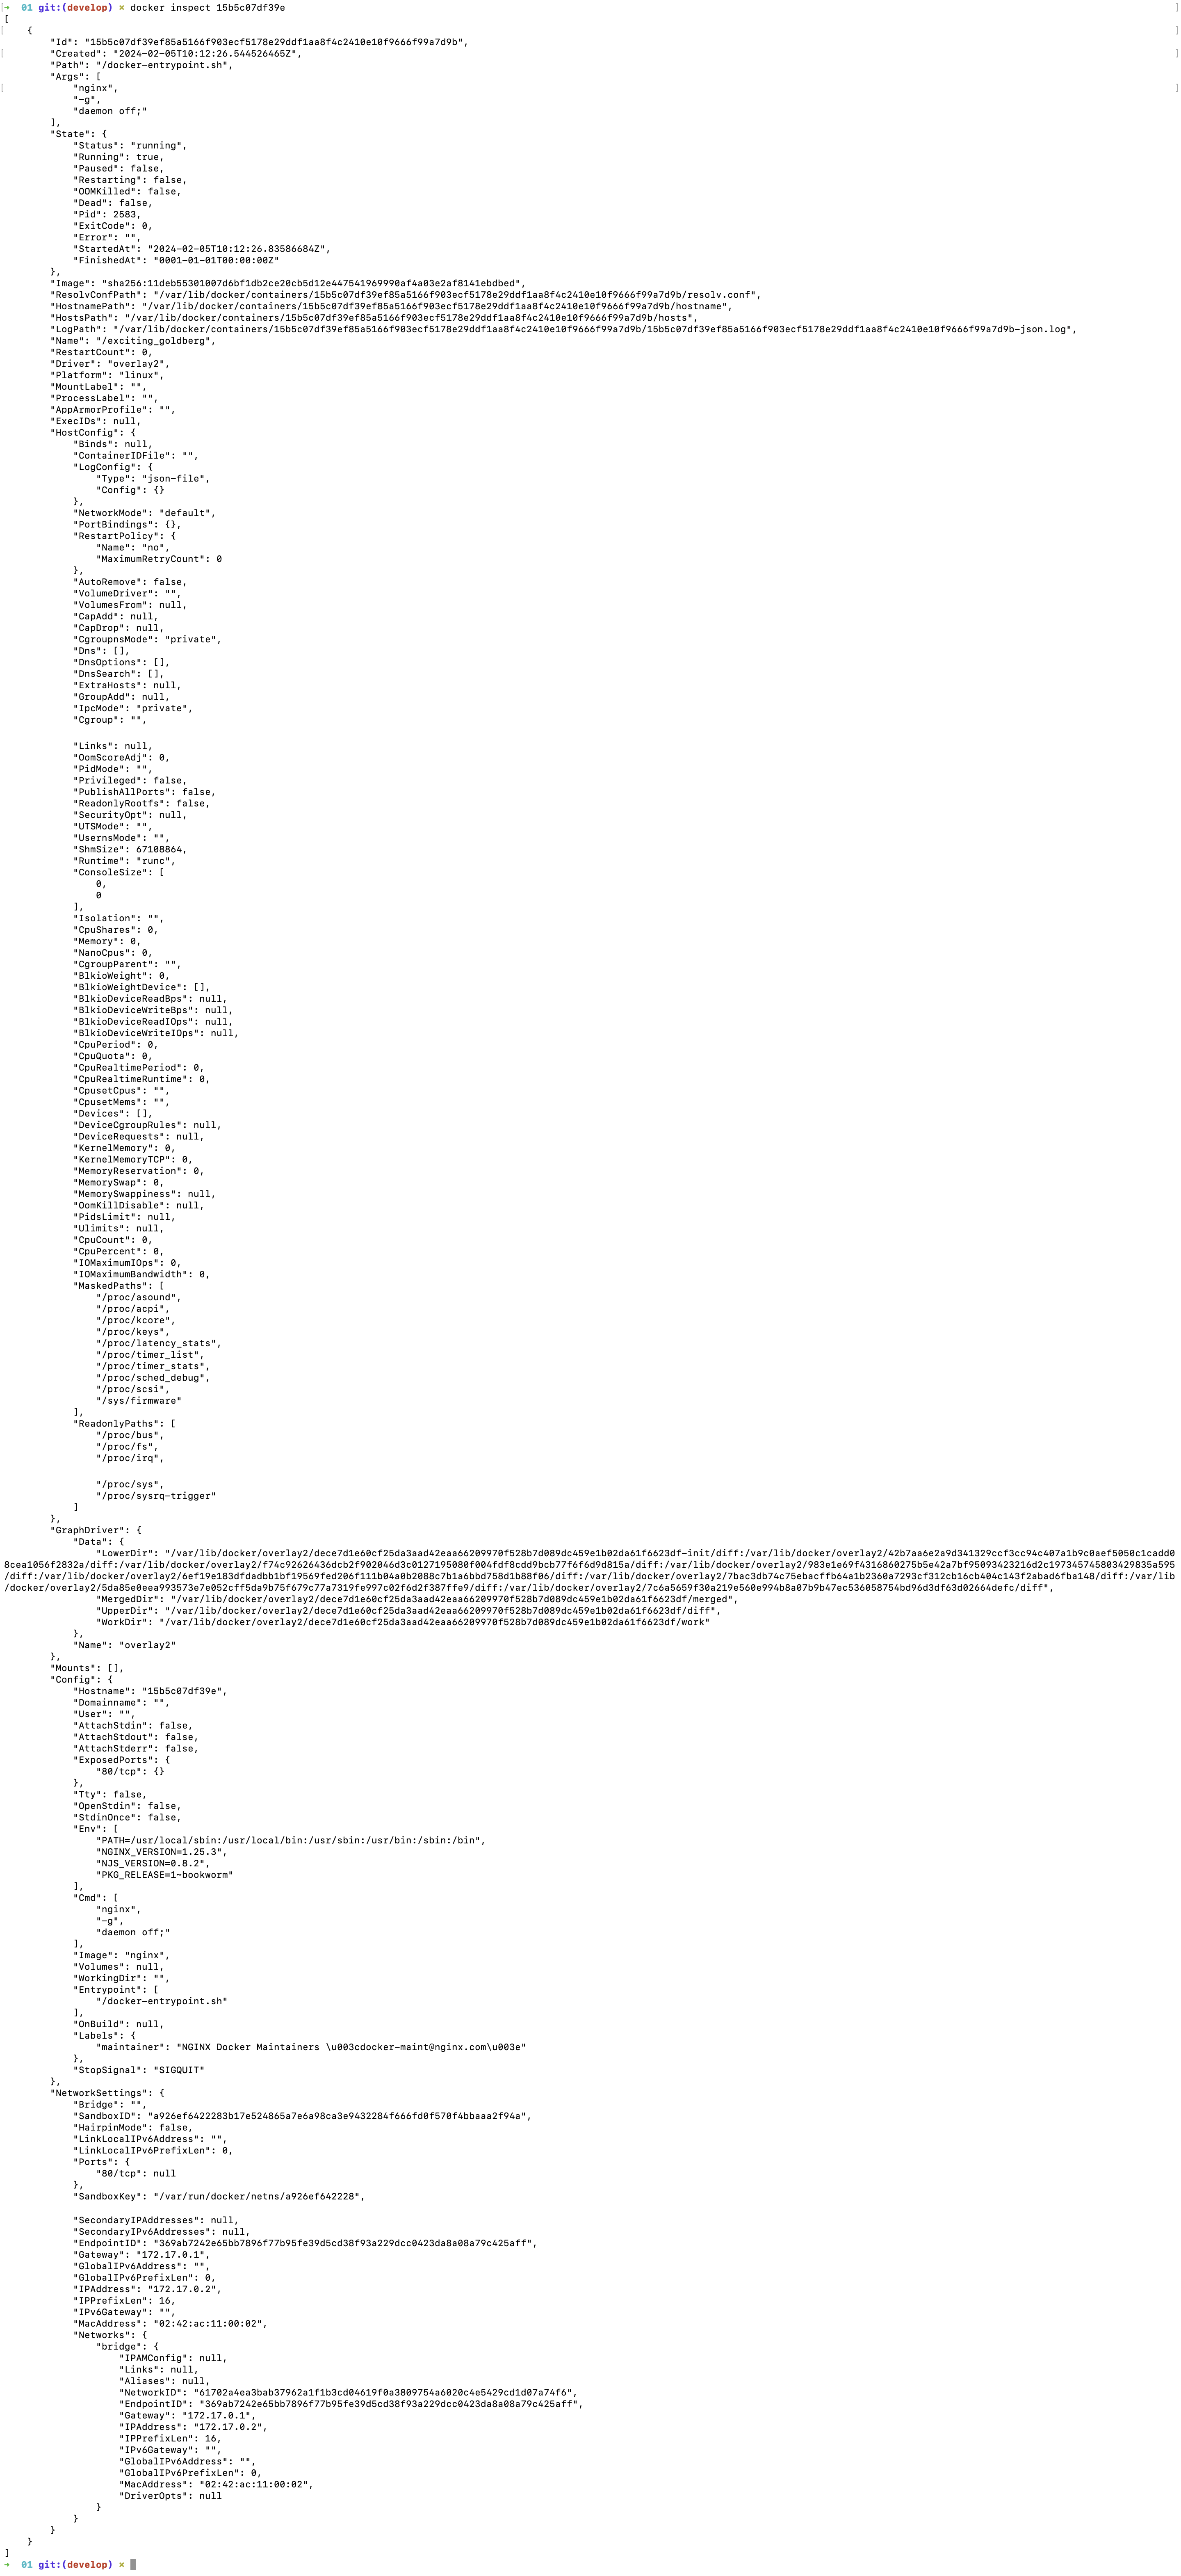 [→  01 git:(develop) × docker inspect 15b5c07df39e ]
[
[    { ]
        "Id": "15b5c07df39ef85a5166f903ecf5178e29ddf1aa8f4c2410e10f9666f99a7d9b",
[        "Created": "2024-02-05T10:12:26.544526465Z", ]
        "Path": "/docker-entrypoint.sh",
        "Args": [
[            "nginx", ]
            "-g",
            "daemon off;"
        ],
        "State": {
            "Status": "running",
            "Running": true,
            "Paused": false,
            "Restarting": false,
            "OOMKilled": false,
            "Dead": false,
            "Pid": 2583,
            "ExitCode": 0,
            "Error": "",
            "StartedAt": "2024-02-05T10:12:26.83586684Z",
            "FinishedAt": "0001-01-01T00:00:00Z"
        },
        "Image": "sha256:11deb55301007d6bf1db2ce20cb5d12e447541969990af4a03e2af8141ebdbed",
        "ResolvConfPath": "/var/lib/docker/containers/15b5c07df39ef85a5166f903ecf5178e29ddf1aa8f4c2410e10f9666f99a7d9b/resolv.conf",
        "HostnamePath": "/var/lib/docker/containers/15b5c07df39ef85a5166f903ecf5178e29ddf1aa8f4c2410e10f9666f99a7d9b/hostname",
        "HostsPath": "/var/lib/docker/containers/15b5c07df39ef85a5166f903ecf5178e29ddf1aa8f4c2410e10f9666f99a7d9b/hosts",
        "LogPath": "/var/lib/docker/containers/15b5c07df39ef85a5166f903ecf5178e29ddf1aa8f4c2410e10f9666f99a7d9b/15b5c07df39ef85a5166f903ecf5178e29ddf1aa8f4c2410e10f9666f99a7d9b-json.log",
        "Name": "/exciting_goldberg",
        "RestartCount": 0,
        "Driver": "overlay2",
        "Platform": "linux",
        "MountLabel": "",
        "ProcessLabel": "",
        "AppArmorProfile": "",
        "ExecIDs": null,
        "HostConfig": {
            "Binds": null,
            "ContainerIDFile": "",
            "LogConfig": {
                "Type": "json-file",
                "Config": {}
            },
            "NetworkMode": "default",
            "PortBindings": {},
            "RestartPolicy": {
                "Name": "no",
                "MaximumRetryCount": 0
            },
            "AutoRemove": false,
            "VolumeDriver": "",
            "VolumesFrom": null,
            "CapAdd": null,
            "CapDrop": null,
            "CgroupnsMode": "private",
            "Dns": [],
            "DnsOptions": [],
            "DnsSearch": [],
            "ExtraHosts": null,
            "GroupAdd": null,
            "IpcMode": "private",
            "Cgroup": "",
            "Links": null,
            "OomScoreAdj": 0,
            "PidMode": "",
            "Privileged": false,
            "PublishAllPorts": false,
            "ReadonlyRootfs": false,
            "SecurityOpt": null,
            "UTSMode": "",
            "UsernsMode": "",
            "ShmSize": 67108864,
            "Runtime": "runc",
            "ConsoleSize": [
                0,
                0
            ],
            "Isolation": "",
            "CpuShares": 0,
            "Memory": 0,
            "NanoCpus": 0,
            "CgroupParent": "",
            "BlkioWeight": 0,
            "BlkioWeightDevice": [],
            "BlkioDeviceReadBps": null,
            "BlkioDeviceWriteBps": null,
            "BlkioDeviceReadIOps": null,
            "BlkioDeviceWriteIOps": null,
            "CpuPeriod": 0,
            "CpuQuota": 0,
            "CpuRealtimePeriod": 0,
            "CpuRealtimeRuntime": 0,
            "CpusetCpus": "",
            "CpusetMems": "",
            "Devices": [],
            "DeviceCgroupRules": null,
            "DeviceRequests": null,
            "KernelMemory": 0,
            "KernelMemoryTCP": 0,
            "MemoryReservation": 0,
            "MemorySwap": 0,
            "MemorySwappiness": null,
            "OomKillDisable": null,
            "PidsLimit": null,
            "Ulimits": null,
            "CpuCount": 0,
            "CpuPercent": 0,
            "IOMaximumIOps": 0,
            "IOMaximumBandwidth": 0,
            "MaskedPaths": [
                "/proc/asound",
                "/proc/acpi",
                "/proc/kcore",
                "/proc/keys",
                "/proc/latency_stats",
                "/proc/timer_list",
                "/proc/timer_stats",
                "/proc/sched_debug",
                "/proc/scsi",
                "/sys/firmware"
            ],
            "ReadonlyPaths": [
                "/proc/bus",
                "/proc/fs",
                "/proc/irq",
                "/proc/sys",
                "/proc/sysrq-trigger"
            ]
        },
        "GraphDriver": {
            "Data": {
                "LowerDir": "/var/lib/docker/overlay2/dece7d1e60cf25da3aad42eaa66209970f528b7d089dc459e1b02da61f6623df-init/diff:/var/lib/docker/overlay2/42b7aa6e2a9d341329ccf3cc94c407a1b9c0aef5050c1cadd0
8cea1056f2832a/diff:/var/lib/docker/overlay2/f74c92626436dcb2f902046d3c0127195080f004fdf8cdd9bcb77f6f6d9d815a/diff:/var/lib/docker/overlay2/983e1e69f4316860275b5e42a7bf95093423216d2c197345745803429835a595
/diff:/var/lib/docker/overlay2/6ef19e183dfdadbb1bf19569fed206f111b04a0b2088c7b1a6bbd758d1b88f06/diff:/var/lib/docker/overlay2/7bac3db74c75ebacffb64a1b2360a7293cf312cb16cb404c143f2abad6fba148/diff:/var/lib
/docker/overlay2/5da85e0eea993573e7e052cff5da9b75f679c77a7319fe997c02f6d2f387ffe9/diff:/var/lib/docker/overlay2/7c6a5659f30a219e560e994b8a07b9b47ec536058754bd96d3df63d02664defc/diff",
                "MergedDir": "/var/lib/docker/overlay2/dece7d1e60cf25da3aad42eaa66209970f528b7d089dc459e1b02da61f6623df/merged",
                "UpperDir": "/var/lib/docker/overlay2/dece7d1e60cf25da3aad42eaa66209970f528b7d089dc459e1b02da61f6623df/diff",
                "WorkDir": "/var/lib/docker/overlay2/dece7d1e60cf25da3aad42eaa66209970f528b7d089dc459e1b02da61f6623df/work"
            },
            "Name": "overlay2"
        },
        "Mounts": [],
        "Config": {
            "Hostname": "15b5c07df39e",
            "Domainname": "",
            "User": "",
            "AttachStdin": false,
            "AttachStdout": false,
            "AttachStderr": false,
            "ExposedPorts": {
                "80/tcp": {}
            },
            "Tty": false,
            "OpenStdin": false,
            "StdinOnce": false,
            "Env": [
                "PATH=/usr/local/sbin:/usr/local/bin:/usr/sbin:/usr/bin:/sbin:/bin",
                "NGINX_VERSION=1.25.3",
                "NJS_VERSION=0.8.2",
                "PKG_RELEASE=1~bookworm"
            ],
            "Cmd": [
                "nginx",
                "-g",
                "daemon off;"
            ],
            "Image": "nginx",
            "Volumes": null,
            "WorkingDir": "",
            "Entrypoint": [
                "/docker-entrypoint.sh"
            ],
            "OnBuild": null,
            "Labels": {
                "maintainer": "NGINX Docker Maintainers \u003cdocker-maint@nginx.com\u003e"
            },
            "StopSignal": "SIGQUIT"
        },
        "NetworkSettings": {
            "Bridge": "",
            "SandboxID": "a926ef6422283b17e524865a7e6a98ca3e9432284f666fd0f570f4bbaaa2f94a",
            "HairpinMode": false,
            "LinkLocalIPv6Address": "",
            "LinkLocalIPv6PrefixLen": 0,
            "Ports": {
                "80/tcp": null
            },
            "SandboxKey": "/var/run/docker/netns/a926ef642228",
            "SecondaryIPAddresses": null,
            "SecondaryIPv6Addresses": null,
            "EndpointID": "369ab7242e65bb7896f77b95fe39d5cd38f93a229dcc0423da8a08a79c425aff",
            "Gateway": "172.17.0.1",
            "GlobalIPv6Address": "",
            "GlobalIPv6PrefixLen": 0,
            "IPAddress": "172.17.0.2",
            "IPPrefixLen": 16,
            "IPv6Gateway": "",
            "MacAddress": "02:42:ac:11:00:02",
            "Networks": {
                "bridge": {
                    "IPAMConfig": null,
                    "Links": null,
                    "Aliases": null,
                    "NetworkID": "61702a4ea3bab37962a1f1b3cd04619f0a3809754a6020c4e5429cd1d07a74f6",
                    "EndpointID": "369ab7242e65bb7896f77b95fe39d5cd38f93a229dcc0423da8a08a79c425aff",
                    "Gateway": "172.17.0.1",
                    "IPAddress": "172.17.0.2",
                    "IPPrefixLen": 16,
                    "IPv6Gateway": "",
                    "GlobalIPv6Address": "",
                    "GlobalIPv6PrefixLen": 0,
                    "MacAddress": "02:42:ac:11:00:02",
                    "DriverOpts": null
                }
            }
        }
    }
]
→  01 git:(develop) ×